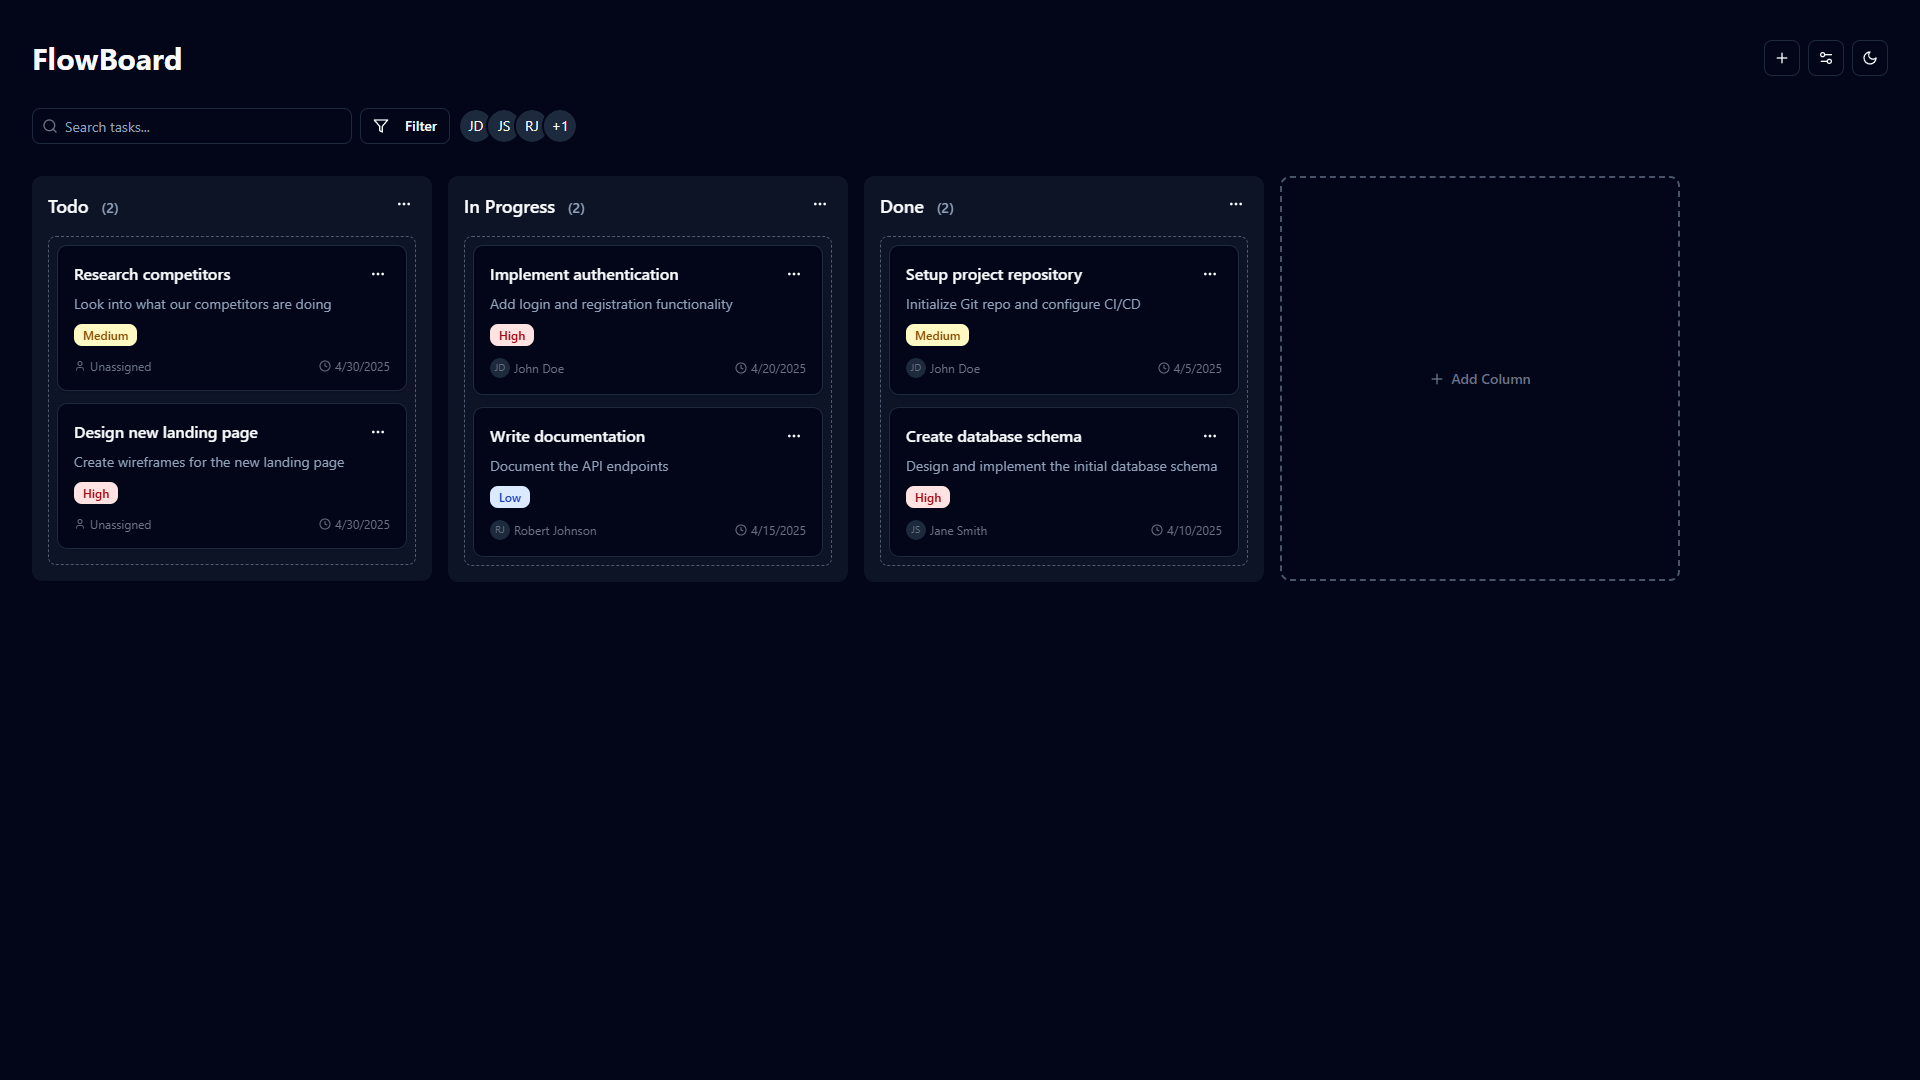 FlowBoard
Search tasks...
Filter
JD JS RJ +1
Todo (2)
Research competitors
Look into what our competitors are doing
Medium
Unassigned 4/30/2025
Design new landing page
Create wireframes for the new landing page
High
Unassigned 4/30/2025
In Progress (2)
Implement authentication
Add login and registration functionality
High
JD John Doe 4/20/2025
Write documentation
Document the API endpoints
Low
RJ Robert Johnson 4/15/2025
Done (2)
Setup project repository
Initialize Git repo and configure CI/CD
Medium
JD John Doe 4/5/2025
Create database schema
Design and implement the initial database schema
High
JS Jane Smith 4/10/2025
Add Column